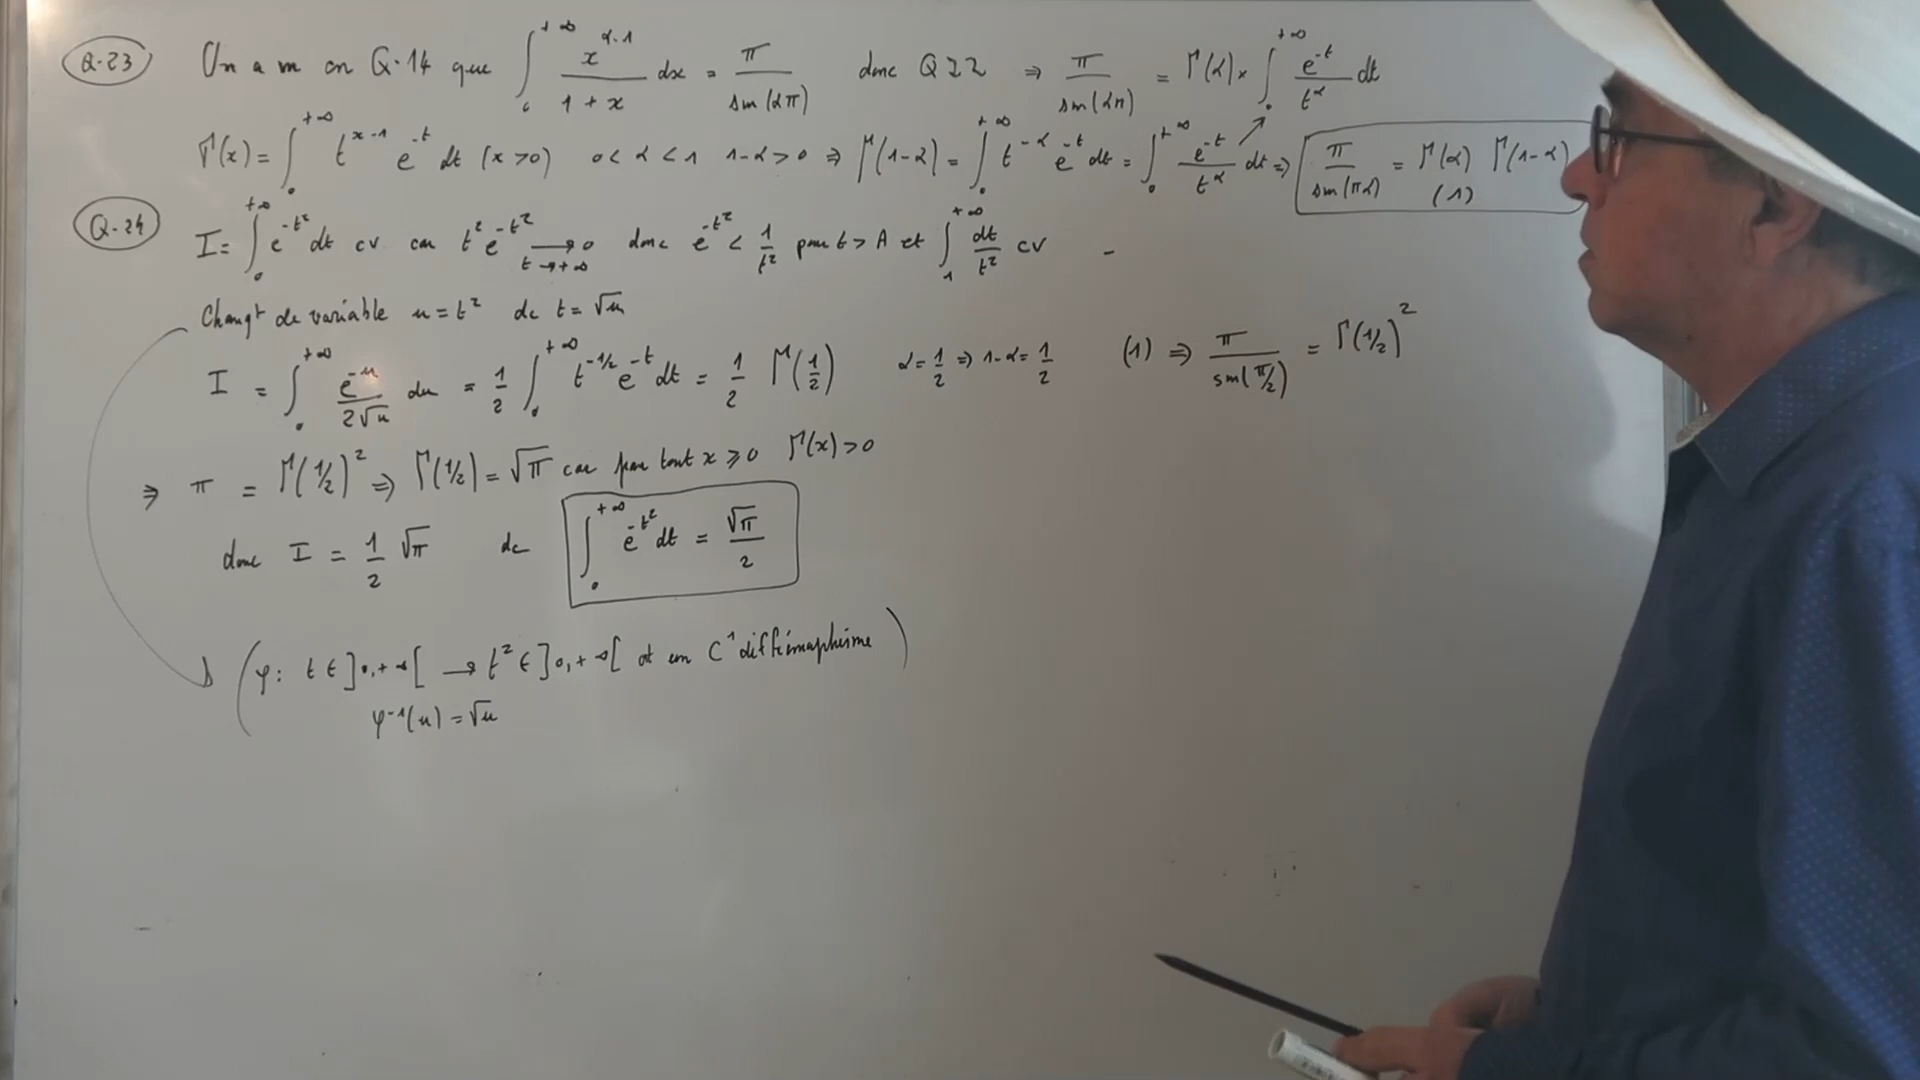 Q.23 On a m en Q.14 que ∫₀^{+∞} x^{α-1}/(1+x) dx = π/sin(απ) donc Q22 ⇒ π/sin(απ) = Γ(α)× ∫₀^{+∞} e^{-t}/t^α dt
Γ(x) = ∫₀^{+∞} t^{x-1} e^{-t} dt (x>0) 0<α<1 1-α>0 ⇒ Γ(1-α) = ∫₀^{+∞} t^{-α} e^{-t} dt = ∫₀^{+∞} e^{-t}/t^α dt ⇒ π/sin(πα) = Γ(α) Γ(1-α) (1)
Q.24 I = ∫₀^{+∞} e^{-t²} dt cv car t² e^{-t²} →_{t→+∞} 0 donc e^{-t²} < 1/t² pour t > A et ∫₁^{+∞} dt/t² cv -
Changt de variable u = t² dc t = √u
I = ∫₀^{+∞} e^{-u}/(2√u) du = 1/2 ∫₀^{+∞} t^{-1/2} e^{-t} dt = 1/2 Γ(1/2) α = 1/2 ⇒ 1-α = 1/2 (1) ⇒ π/sin(π/2) = Γ(1/2)²
⇒ π = Γ(1/2)² ⇒ Γ(1/2) = √π car pour tout x ⩾ 0 Γ(x) > 0
donc I = 1/2 √π dc ∫₀^{+∞} e^{-t²} dt = √π/2
(φ: t ∈ ]0,+∞[ → t² ∈ ]0,+∞[ est un C¹ difféomorphisme)
φ^{-1}(u) = √u